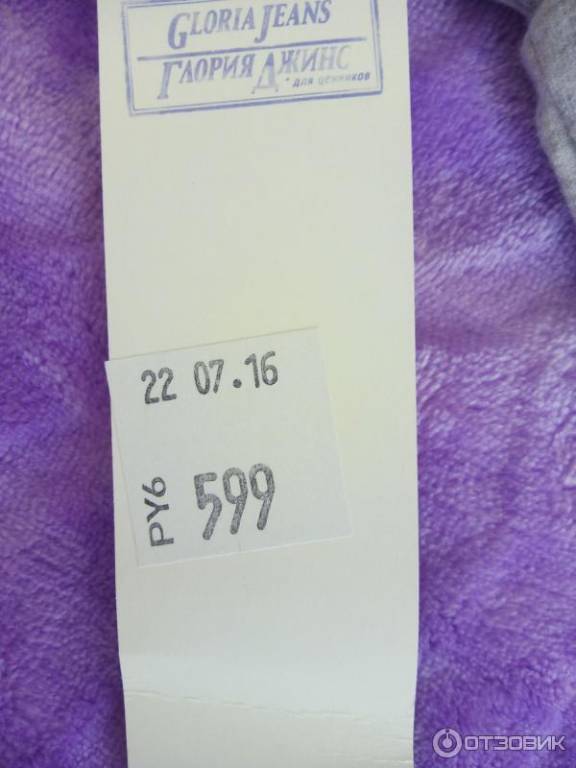 GLORIA JEANS
ГЛОРИЯ ДЖИНС
• ДЛЯ ЦЕННИКОВ
22 07.16
РУБ 599
ОТЗОВИК